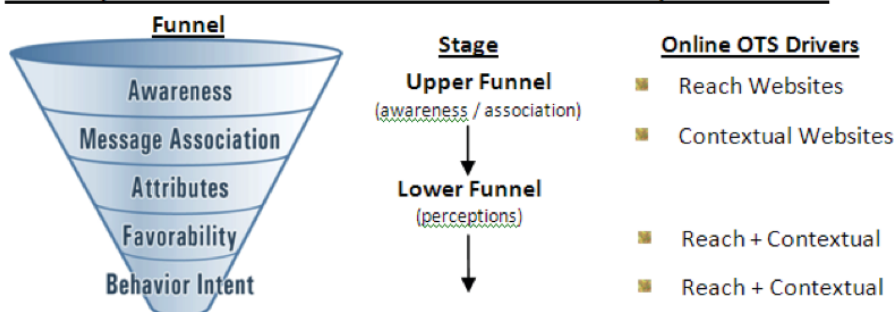 Funnel
Stage
Online OTS Drivers
Awareness
Message Association
Attributes
Favorability
Behavior Intent
Upper Funnel
(awareness / association)
Lower Funnel
(perceptions)
Reach Websites
Contextual Websites
Reach + Contextual
Reach + Contextual